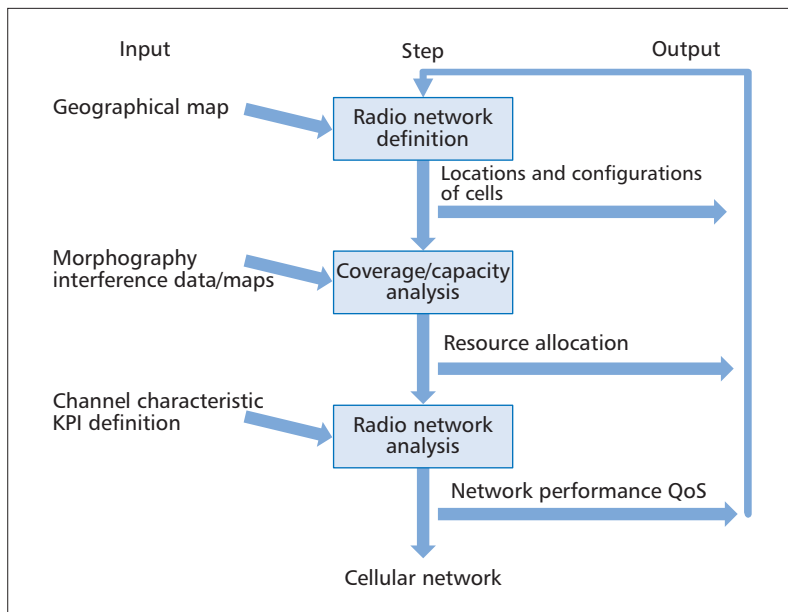 Input
Step
Output
Geographical map
Radio network
definition
Locations and configurations
of cells
Morphography
interference data/maps
Coverage/capacity
analysis
Resource allocation
Channel characteristic
KPI definition
Radio network
analysis
Network performance QoS
Cellular network